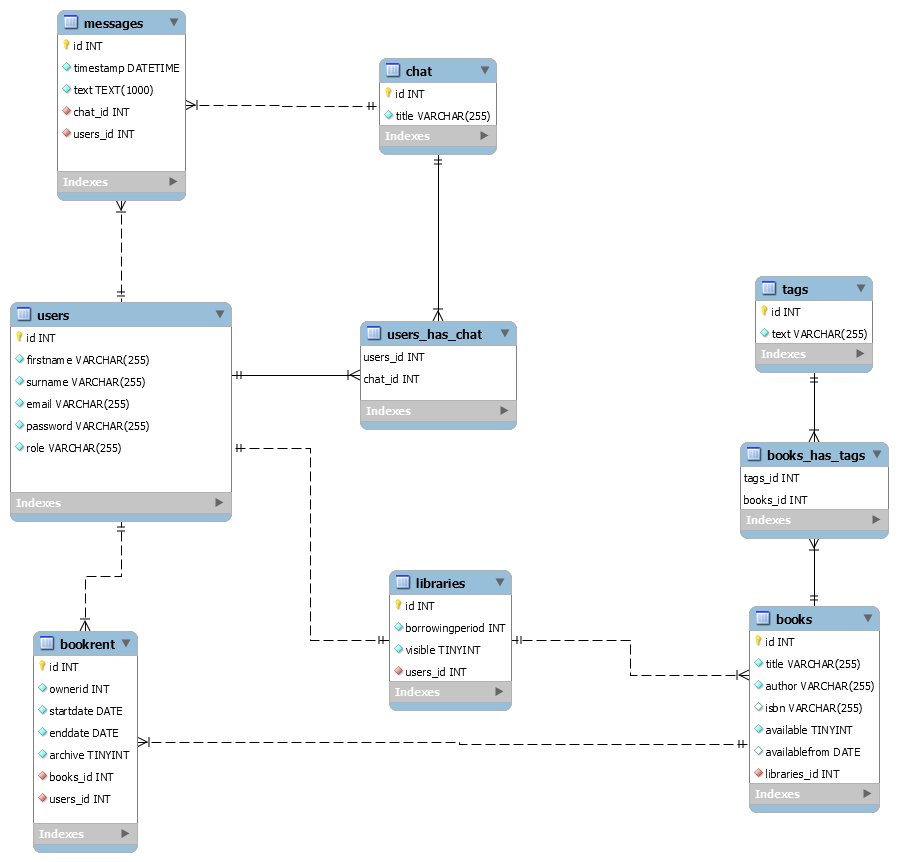 messages
id INT
timestamp DATETIME
text TEXT(1000)
chat_id INT
users_id INT
Indexes
chat
id INT
title VARCHAR(255)
Indexes
users
id INT
firstname VARCHAR(255)
surname VARCHAR(255)
email VARCHAR(255)
password VARCHAR(255)
role VARCHAR(255)
Indexes
users_has_chat
users_id INT
chat_id INT
Indexes
tags
id INT
text VARCHAR(255)
Indexes
books_has_tags
tags_id INT
books_id INT
Indexes
libraries
id INT
borrowingperiod INT
visible TINYINT
users_id INT
Indexes
books
id INT
title VARCHAR(255)
author VARCHAR(255)
isbn VARCHAR(255)
available TINYINT
availablefrom DATE
libraries_id INT
Indexes
bookrent
id INT
ownerid INT
startdate DATE
enddate DATE
archive TINYINT
books_id INT
users_id INT
Indexes